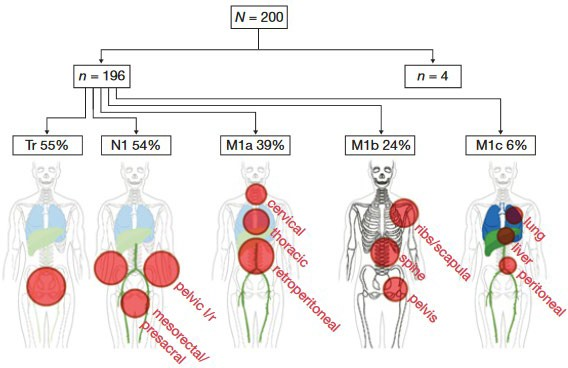 N = 200
n = 196
n = 4
Tr 55%
N1 54%
M1a 39%
M1b 24%
M1c 6%
pelvic l/r
mesorectal/
presacral
cervical
thoracic
retroperitoneal
ribs/scapula
spine
pelvis
lung
liver
peritoneal